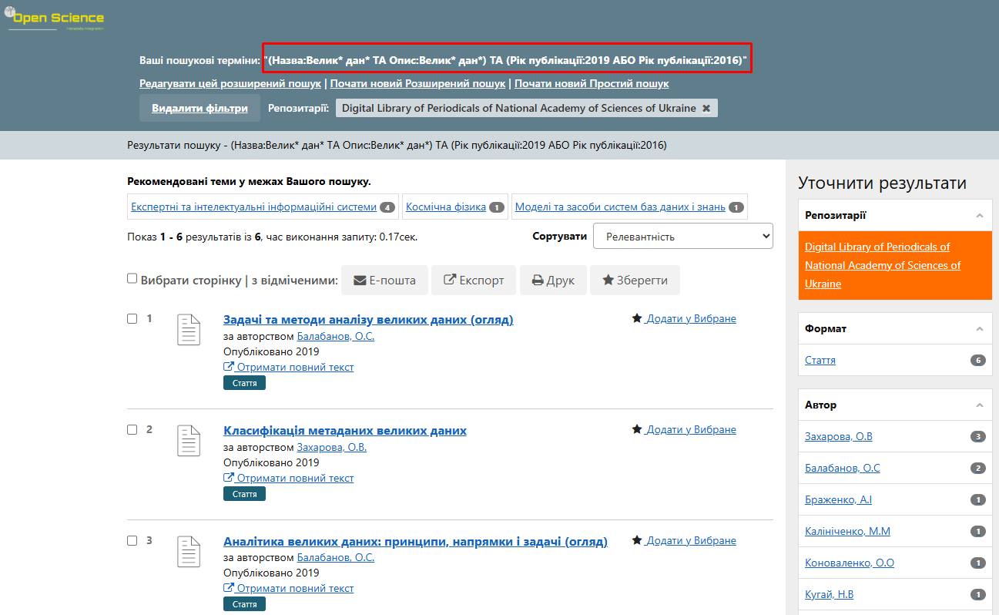 Open Science
metadata integration
Ваші пошукові терміни: "(Назва:Велик* дан* ТА Опис:Велик* дан*) ТА (Рік публікації:2019 АБО Рік публікації:2016)"
Редагувати цей розширений пошук | Почати новий Розширений пошук | Почати новий Простий пошук
Видалити фільтри Репозитарії: Digital Library of Periodicals of National Academy of Sciences of Ukraine ✖
Результати пошуку - (Назва:Велик* дан* ТА Опис:Велик* дан*) ТА (Рік публікації:2019 АБО Рік публікації:2016)
Рекомендовані теми у межах Вашого пошуку.
Експертні та інтелектуальні інформаційні системи 4 Космічна фізика 1 Моделі та засоби систем баз даних і знань 1
Показ 1 - 6 результатів із 6, час виконання запиту: 0.17сек.
Сортувати Релевантність
Вибрати сторінку | з відміченими: Е-пошта Експорт Друк Зберегти
1 Задачі та методи аналізу великих даних (огляд)
за авторством Балабанов, О.С.
Опубліковано 2019
Отримати повний текст
Стаття
Додати у Вибране
2 Класифікація метаданих великих даних
за авторством Захарова, О.В.
Опубліковано 2019
Отримати повний текст
Стаття
Додати у Вибране
3 Аналітика великих даних: принципи, напрямки і задачі (огляд)
за авторством Балабанов, О.С.
Опубліковано 2019
Отримати повний текст
Стаття
Додати у Вибране
Уточнити результати
Репозитарії
Digital Library of Periodicals of
National Academy of Sciences of
Ukraine
Формат
Стаття 6
Автор
Захарова, О.В 3
Балабанов, О.С 2
Браженко, А.І 1
Калініченко, М.М 1
Коноваленко, О.О 1
Кугай, Н.В 1